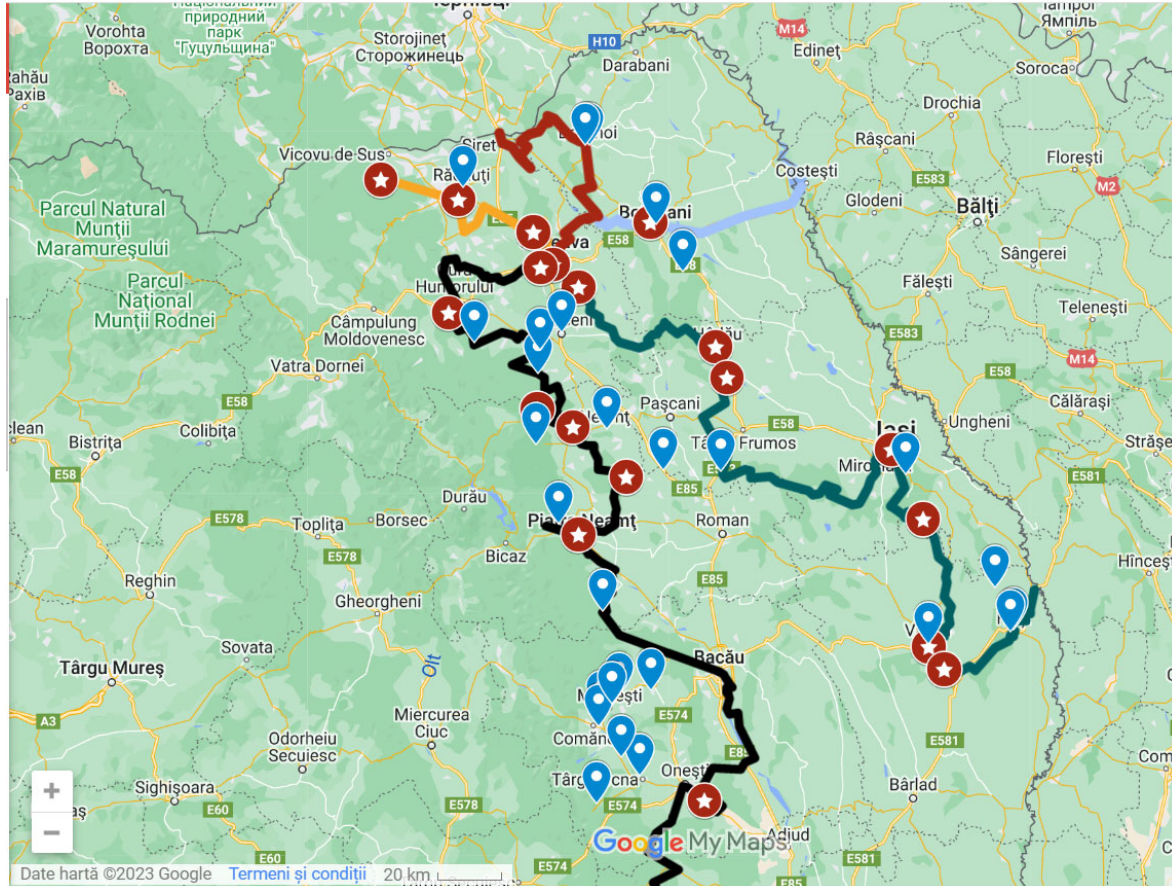 природний
парк
"Гуцульщина"
Vorohta
Ворохта
Storojineț
Сторожинець
H10
Darabani
M14
Edineț
Ямпіль
Soroca
Рахів
Drochia
Vicovu de Sus
Siret
Râșcani
Florești
E583
M2
Costești
Glodeni
Bălți
Parcul Natural
Munții
Maramureșului
E58
Sângerei
Parcul
Național
Munții Rodnei
Humorului
Fălești
Telenești
Câmpulung
Moldovenesc
E583
M14
Vatra Dornei
E58
E58
Pașcani
Călărași
Ungheni
E58
Iași
Bistrița
Colibița
Frumos
E58
E581
Durău
E85
E578
Toplița
Borsec
Roman
Bicaz
E578
Reghin
E85
Gheorgheni
Sovata
Târgu Mureș
Olt
Bacău
A3
Miercurea
Ciuc
E574
Odorheiu
Secuiesc
E581
Sighișoara
E578
E574
Bârlad
E60
Adjud
Google My Maps
E60
E574
E581
E85
+
−
Date hartă ©2023 Google
Termeni și condiții
20 km